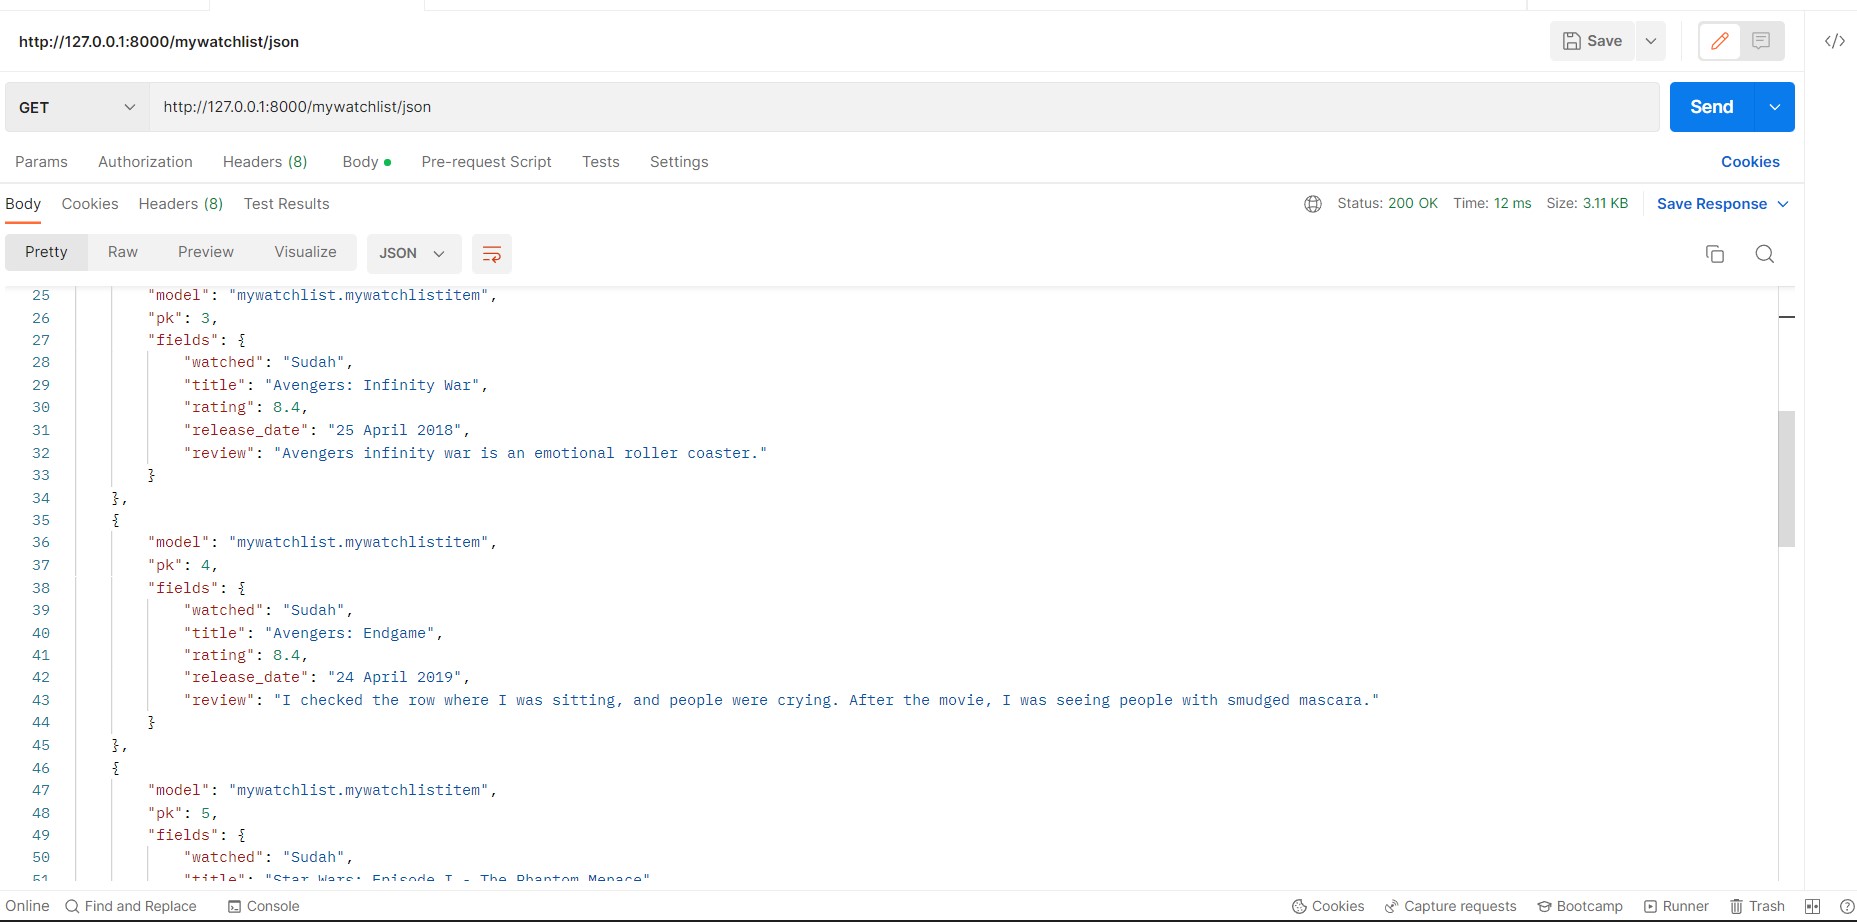 http://127.0.0.1:8000/mywatchlist/json
Save
GET http://127.0.0.1:8000/mywatchlist/json Send
Params Authorization Headers (8) Body Pre-request Script Tests Settings Cookies
Body Cookies Headers (8) Test Results Status: 200 OK Time: 12 ms Size: 3.11 KB Save Response
Pretty Raw Preview Visualize JSON
25 "model": "mywatchlist.mywatchlistitem",
26 "pk": 3,
27 "fields": {
28 "watched": "Sudah",
29 "title": "Avengers: Infinity War",
30 "rating": 8.4,
31 "release_date": "25 April 2018",
32 "review": "Avengers infinity war is an emotional roller coaster."
33 }
34 },
35 {
36 "model": "mywatchlist.mywatchlistitem",
37 "pk": 4,
38 "fields": {
39 "watched": "Sudah",
40 "title": "Avengers: Endgame",
41 "rating": 8.4,
42 "release_date": "24 April 2019",
43 "review": "I checked the row where I was sitting, and people were crying. After the movie, I was seeing people with smudged mascara."
44 }
45 },
46 {
47 "model": "mywatchlist.mywatchlistitem",
48 "pk": 5,
49 "fields": {
50 "watched": "Sudah",
51 "title": "Star Wars: Episode I - The Phantom Menace"
Online Find and Replace Console Cookies Capture requests Bootcamp Runner Trash